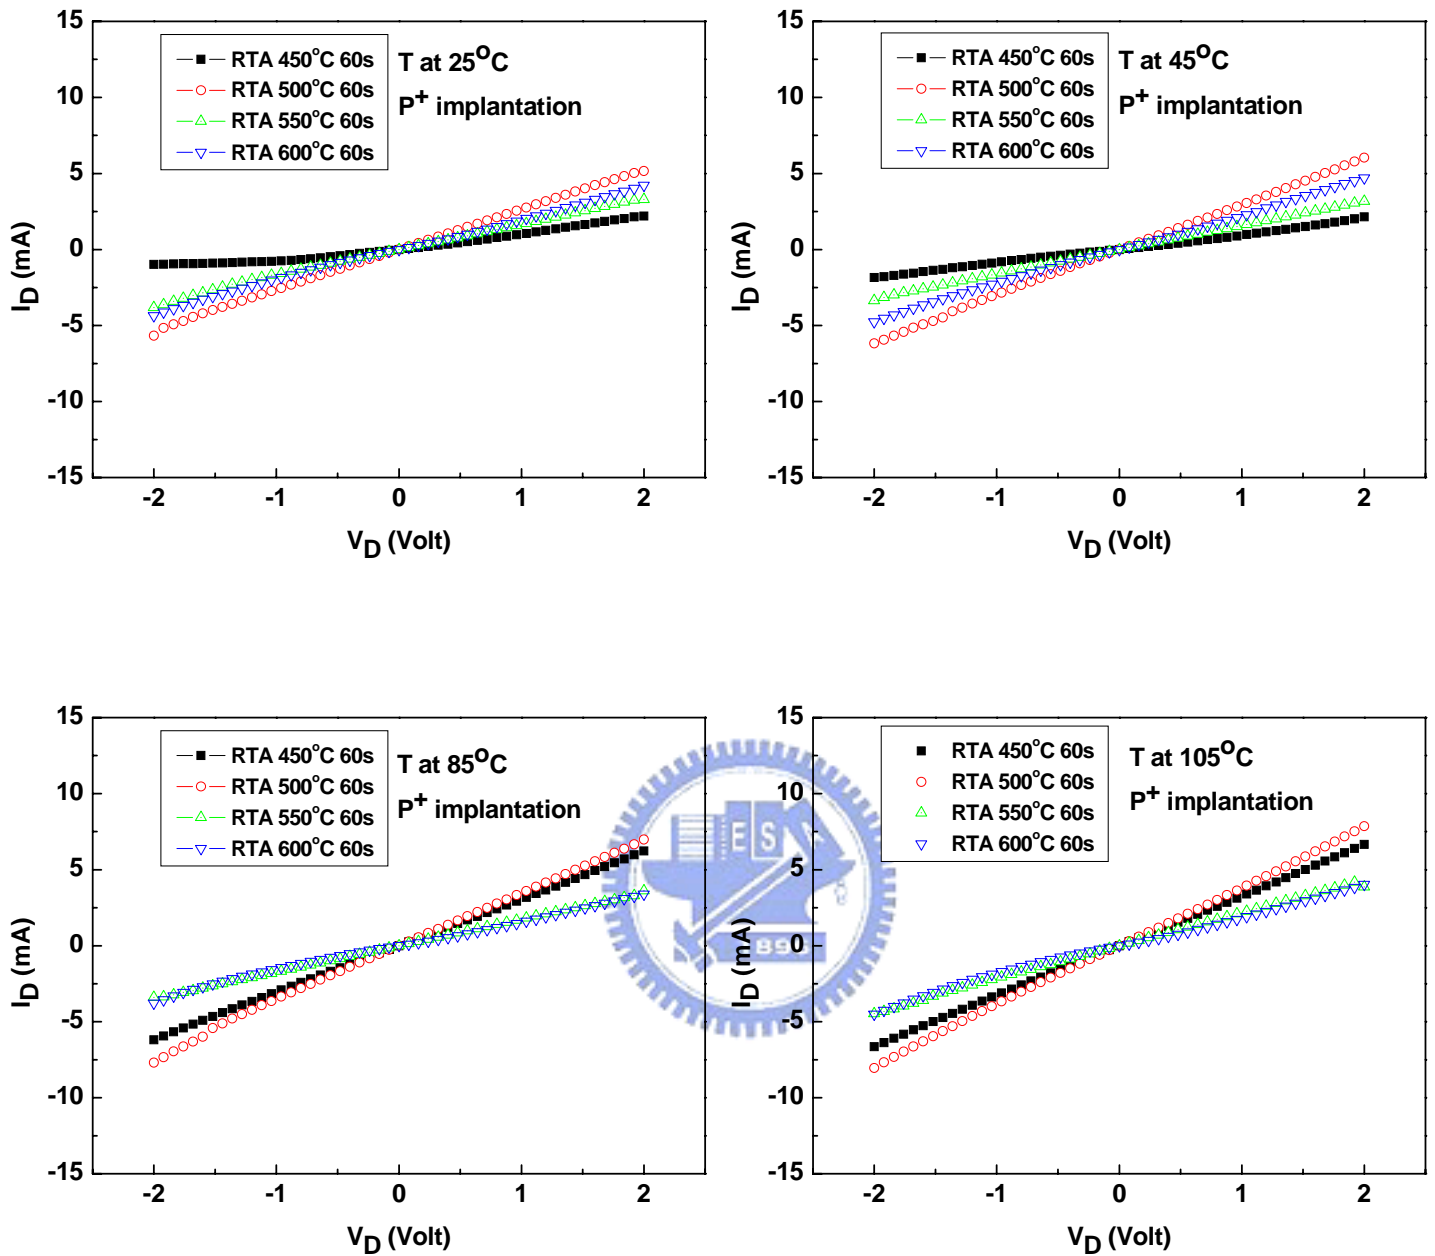 15
10
5
0
-5
-10
-15
I_D (mA)
RTA 450°C 60s
RTA 500°C 60s
RTA 550°C 60s
RTA 600°C 60s
T at 25°C
P⁺ implantation
-2 -1 0 1 2
V_D (Volt)
15
10
5
0
-5
-10
-15
I_D (mA)
RTA 450°C 60s
RTA 500°C 60s
RTA 550°C 60s
RTA 600°C 60s
T at 45°C
P⁺ implantation
-2 -1 0 1 2
V_D (Volt)
15
10
5
0
-5
-10
-15
I_D (mA)
RTA 450°C 60s
RTA 500°C 60s
RTA 550°C 60s
RTA 600°C 60s
T at 85°C
P⁺ implantation
-2 -1 0 1 2
V_D (Volt)
15
10
5
0
-5
-10
-15
I_D (mA)
RTA 450°C 60s
RTA 500°C 60s
RTA 550°C 60s
RTA 600°C 60s
T at 105°C
P⁺ implantation
-2 -1 0 1 2
V_D (Volt)
E S